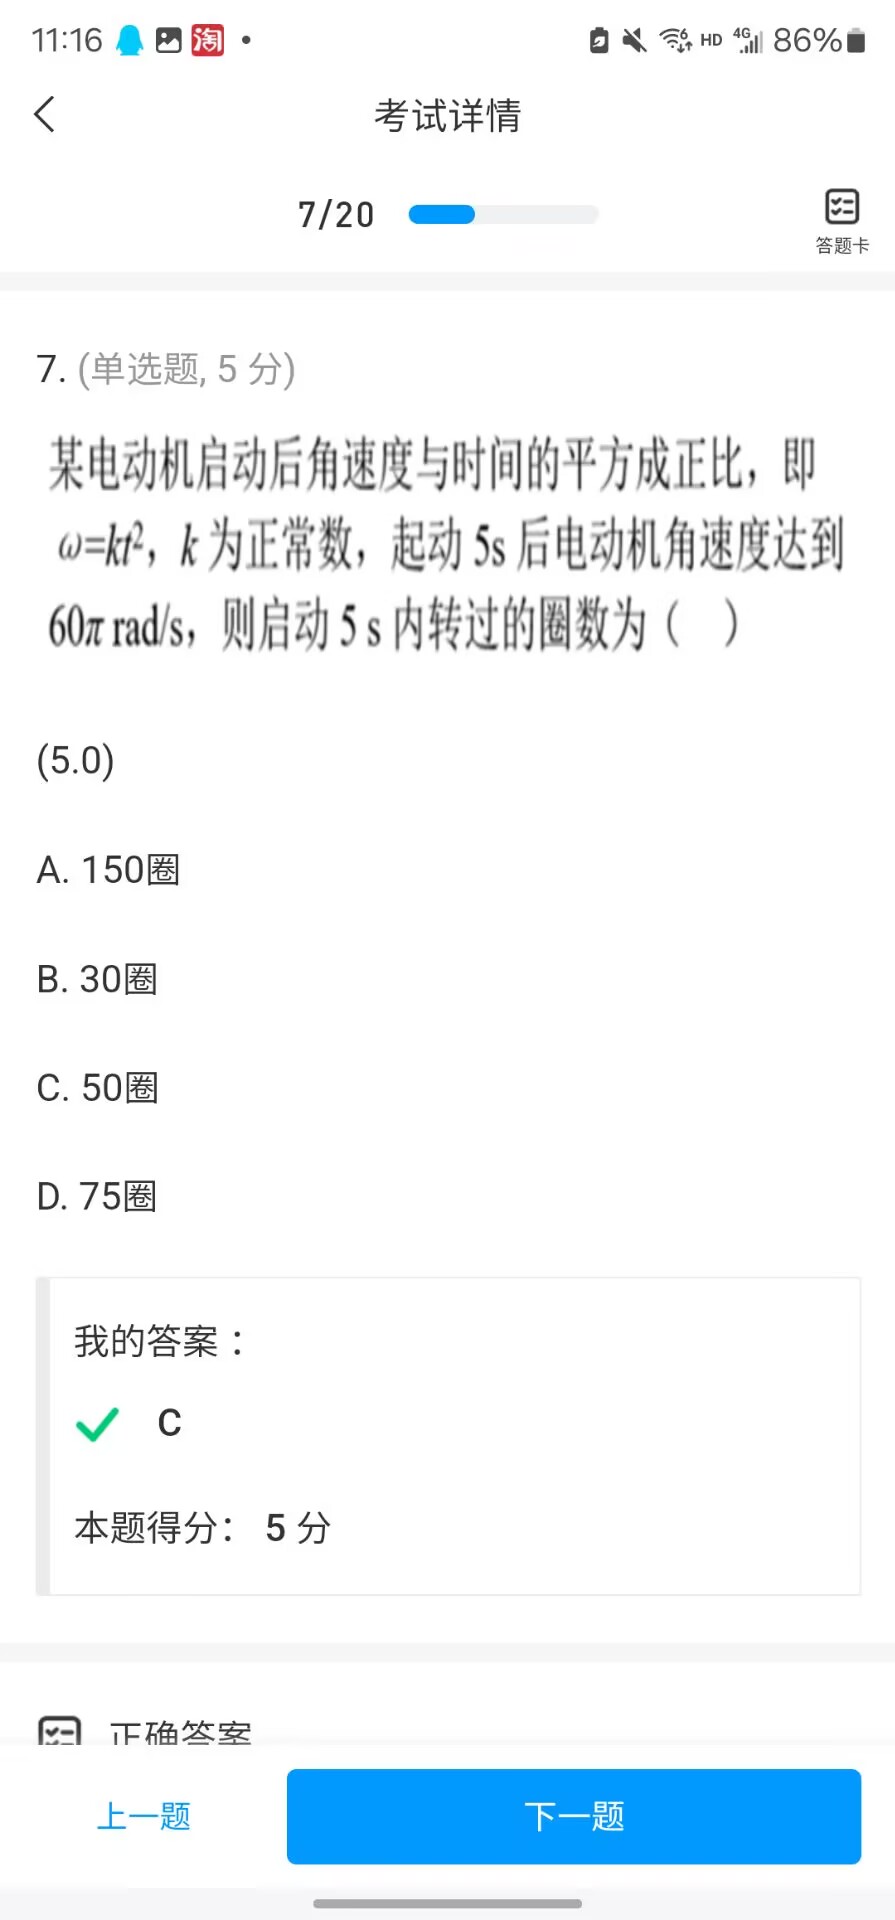 11:16 淘 HD 4G 86%
考试详情
7/20
答题卡
7. (单选题, 5 分)
某电动机启动后角速度与时间的平方成正比，即
ω=kt²，k 为正常数，起动 5s 后电动机角速度达到
60π rad/s，则启动 5 s 内转过的圈数为（ ）
(5.0)
A. 150圈
B. 30圈
C. 50圈
D. 75圈
我的答案：
C
本题得分： 5 分
正确答案
上一题 下一题